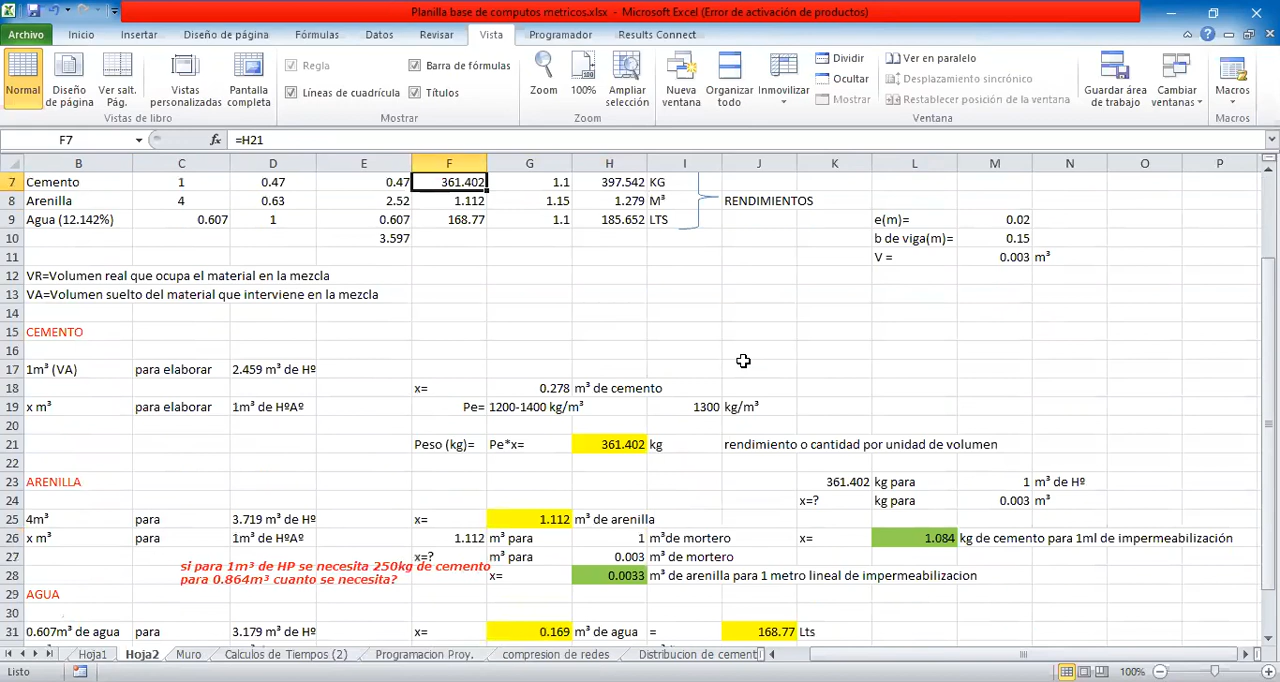 Planilla base de computos metricos.xlsx - Microsoft Excel (Error de activación de productos)
Archivo Inicio Insertar Diseño de página Fórmulas Datos Revisar Vista Programador Results Connect
Normal Diseño de página Ver salt. Pág. Vistas personalizadas Pantalla completa
Vistas de libro
Regla Barra de fórmulas
Líneas de cuadrícula Títulos
Mostrar
Zoom 100% Ampliar selección
Zoom
Nueva ventana Organizar todo Inmovilizar
Dividir Ver en paralelo
Ocultar Desplazamiento sincrónico
Mostrar Restablecer posición de la ventana
Guardar área de trabajo Cambiar ventanas
Ventana
Macros
Macros
F7 fx =H21
B C D E F G H I J K L M N O P
7 Cemento 1 0.47 0.47 361.402 1.1 397.542 KG
8 Arenilla 4 0.63 2.52 1.112 1.15 1.279 M³ RENDIMIENTOS
9 Agua (12.142%) 0.607 1 0.607 168.77 1.1 185.652 LTS e(m)= 0.02
10 3.597 b de viga(m)= 0.15
11 V = 0.003 m³
12 VR=Volumen real que ocupa el material en la mezcla
13 VA=Volumen suelto del material que interviene en la mezcla
14
15 CEMENTO
16
17 1m³ (VA) para elaborar 2.459 m³ de Hº
18 x= 0.278 m³ de cemento
19 x m³ para elaborar 1m³ de HºAº Pe= 1200-1400 kg/m³ 1300 kg/m³
20
21 Peso (kg)= Pe*x= 361.402 kg rendimiento o cantidad por unidad de volumen
22
23 ARENILLA 361.402 kg para 1 m³ de Hº
24 x=? kg para 0.003 m³
25 4m³ para 3.719 m³ de Hº x= 1.112 m³ de arenilla
26 x m³ para 1m³ de HºAº 1.112 m³ para 1 m³de mortero x= 1.084 kg de cemento para 1ml de impermeabilización
27 x=? m³ para 0.003 m³de mortero
si para 1m³ de HP se necesita 250kg de cemento
para 0.864m³ cuanto se necesita?
28 x= 0.0033 m³ de arenilla para 1 metro lineal de impermeabilizacion
29 AGUA
30
31 0.607m³ de agua para 3.179 m³ de Hº x= 0.169 m³ de agua = 168.77 Lts
Hoja1 Hoja2 Muro Calculos de Tiempos (2) Programacion Proy. compresion de redes Distribucion de cement
Listo 100%